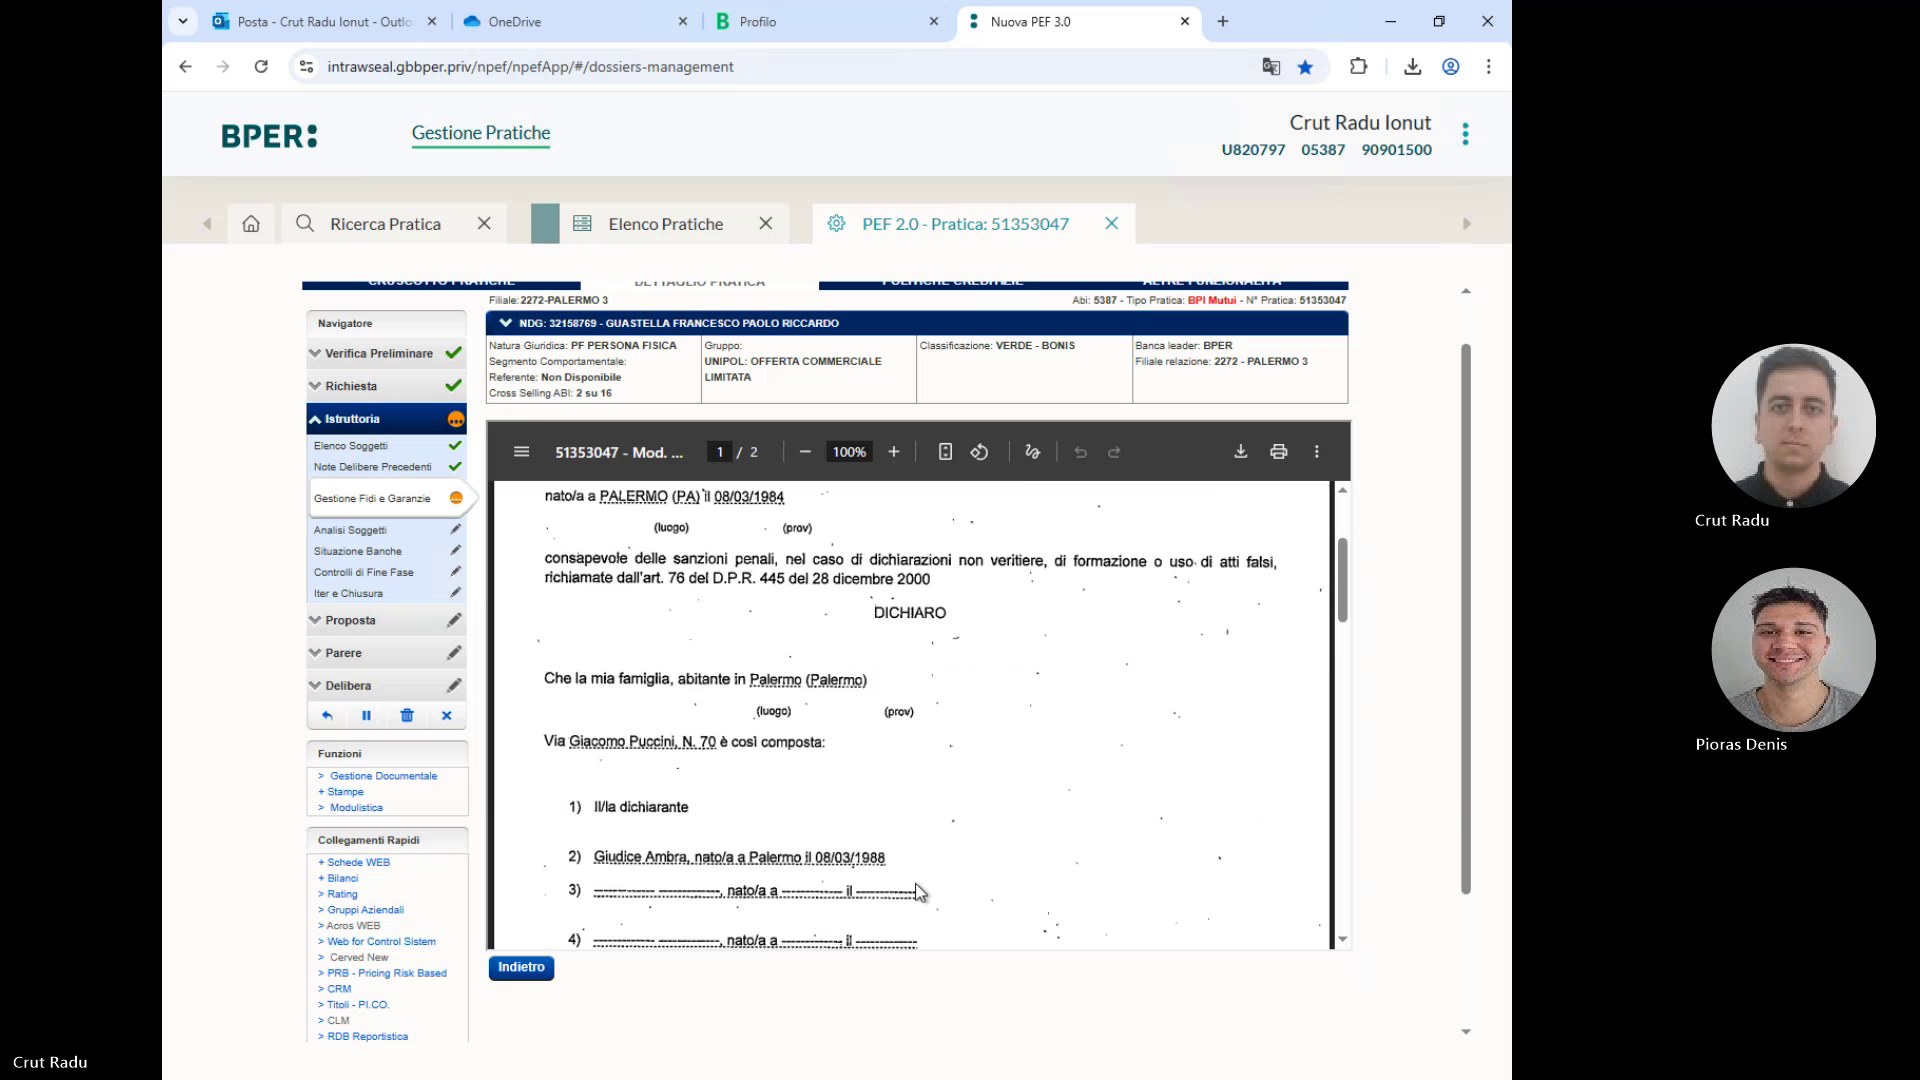 Posta - Crut Radu Ionut - Outlo
OneDrive
Profilo
Nuova PEF 3.0
intrawseal.gbbper.priv/npef/npefApp/#/dossiers-management
BPER:
Gestione Pratiche
Crut Radu Ionut
U820797 05387 90901500
Ricerca Pratica
Elenco Pratiche
PEF 2.0 - Pratica: 51353047
CRUSCOTTO PRATICHE
DETTAGLIO PRATICA
POLITICHE CREDITIZIE
ALTRE FUNZIONALITÀ
Filiale: 2272-PALERMO 3
Abi: 5387 - Tipo Pratica: BPI Mutui - N° Pratica: 51353047
NDG: 32158769 - GUASTELLA FRANCESCO PAOLO RICCARDO
Natura Giuridica: PF PERSONA FISICA
Segmento Comportamentale:
Referente: Non Disponibile
Cross Selling ABI: 2 su 16
Gruppo:
UNIPOL: OFFERTA COMMERCIALE
LIMITATA
Classificazione: VERDE - BONIS
Banca leader: BPER
Filiale relazione: 2272 - PALERMO 3
Navigatore
Verifica Preliminare
Richiesta
Istruttoria
Elenco Soggetti
Note Delibere Precedenti
Gestione Fidi e Garanzie
Analisi Soggetti
Situazione Banche
Controlli di Fine Fase
Iter e Chiusura
Proposta
Parere
Delibera
Funzioni
> Gestione Documentale
+ Stampe
> Modulistica
Collegamenti Rapidi
+ Schede WEB
+ Bilanci
> Rating
> Gruppi Aziendali
> Acros WEB
> Web for Control Sistem
> Cerved New
> PRB - Pricing Risk Based
> CRM
> Titoli - PI.CO.
> CLM
> RDB Reportistica
51353047 - Mod. ...
1 / 2
100%
nato/a a PALERMO (PA) il 08/03/1984
(luogo) (prov)
consapevole delle sanzioni penali, nel caso di dichiarazioni non veritiere, di formazione o uso di atti falsi,
richiamate dall'art. 76 del D.P.R. 445 del 28 dicembre 2000
DICHIARO
Che la mia famiglia, abitante in Palermo (Palermo)
(luogo) (prov)
Via Giacomo Puccini, N. 70 è così composta:
1) Il/la dichiarante
2) Giudice Ambra, nato/a a Palermo il 08/03/1988
3) ------------ ------------, nato/a a ------------ il ------------
4) ------------ ------------, nato/a a ------------ il ------------
Indietro
Crut Radu
Pioras Denis
Crut Radu